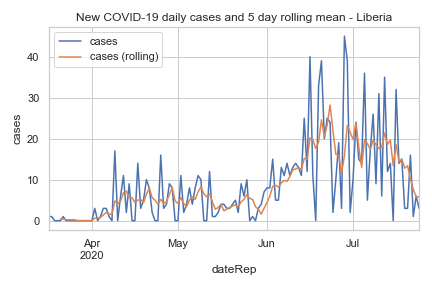 New COVID-19 daily cases and 5 day rolling mean - Liberia
cases
cases (rolling)
40
30
20
10
0
cases
Apr
2020
May
Jun
Jul
dateRep